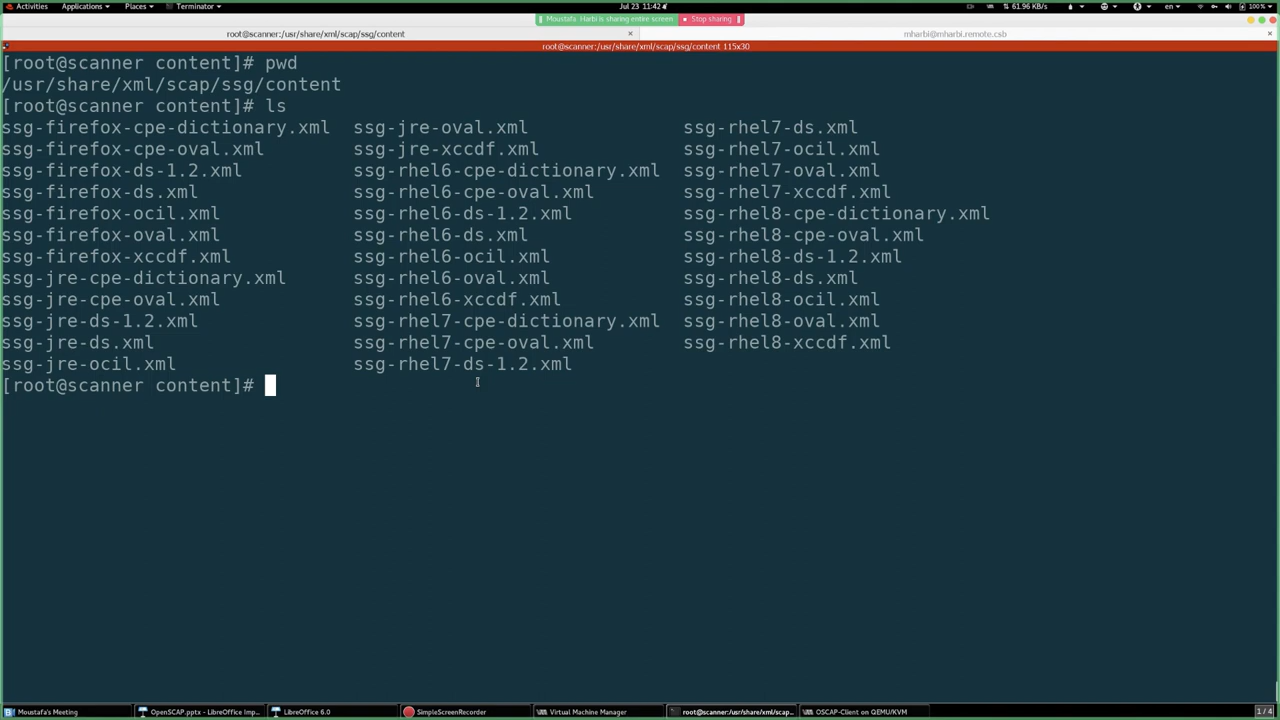 Activities Applications Places Terminator Jul 23 11:42 61.96 KB/s en 100%
Moustafa Harbi is sharing entire screen Stop sharing
root@scanner:/usr/share/xml/scap/ssg/content × mharbi@mharbi.remote.csb ×
root@scanner:/usr/share/xml/scap/ssg/content 115x30
[root@scanner content]# pwd
/usr/share/xml/scap/ssg/content
[root@scanner content]# ls
ssg-firefox-cpe-dictionary.xml ssg-jre-oval.xml ssg-rhel7-ds.xml
ssg-firefox-cpe-oval.xml ssg-jre-xccdf.xml ssg-rhel7-ocil.xml
ssg-firefox-ds-1.2.xml ssg-rhel6-cpe-dictionary.xml ssg-rhel7-oval.xml
ssg-firefox-ds.xml ssg-rhel6-cpe-oval.xml ssg-rhel7-xccdf.xml
ssg-firefox-ocil.xml ssg-rhel6-ds-1.2.xml ssg-rhel8-cpe-dictionary.xml
ssg-firefox-oval.xml ssg-rhel6-ds.xml ssg-rhel8-cpe-oval.xml
ssg-firefox-xccdf.xml ssg-rhel6-ocil.xml ssg-rhel8-ds-1.2.xml
ssg-jre-cpe-dictionary.xml ssg-rhel6-oval.xml ssg-rhel8-ds.xml
ssg-jre-cpe-oval.xml ssg-rhel6-xccdf.xml ssg-rhel8-ocil.xml
ssg-jre-ds-1.2.xml ssg-rhel7-cpe-dictionary.xml ssg-rhel8-oval.xml
ssg-jre-ds.xml ssg-rhel7-cpe-oval.xml ssg-rhel8-xccdf.xml
ssg-jre-ocil.xml ssg-rhel7-ds-1.2.xml
[root@scanner content]#
Moustafa's Meeting OpenSCAP.pptx - LibreOffice Imp... LibreOffice 6.0 SimpleScreenRecorder Virtual Machine Manager root@scanner:/usr/share/xml/scap... OSCAP-Client on QEMU/KVM 1 / 4